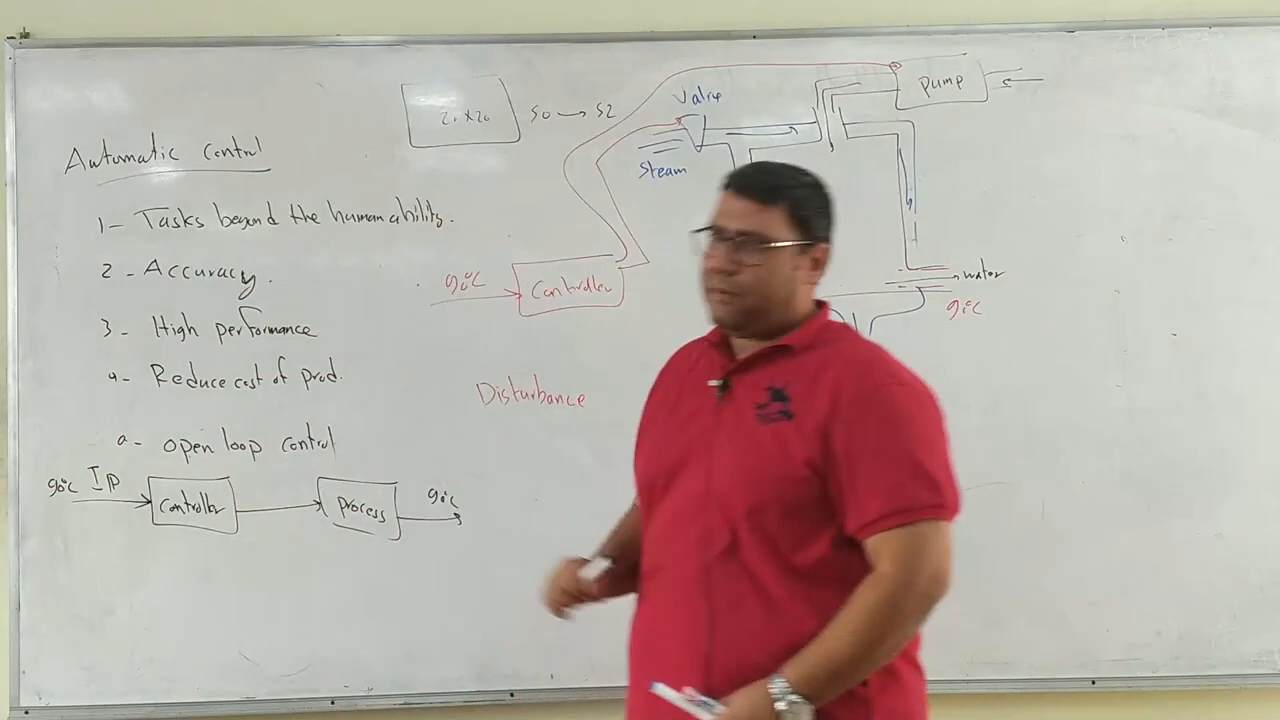 Automatic Control
1- Tasks beyond the human ability.
2- Accuracy.
3- High performance
Reduce cost of prod.
a- open loop control
90°C I/P
Controller
process
90°C
20x20
50 → 52
Valve
Steam
pump
90°C
Controller
water
90°C
Disturbance